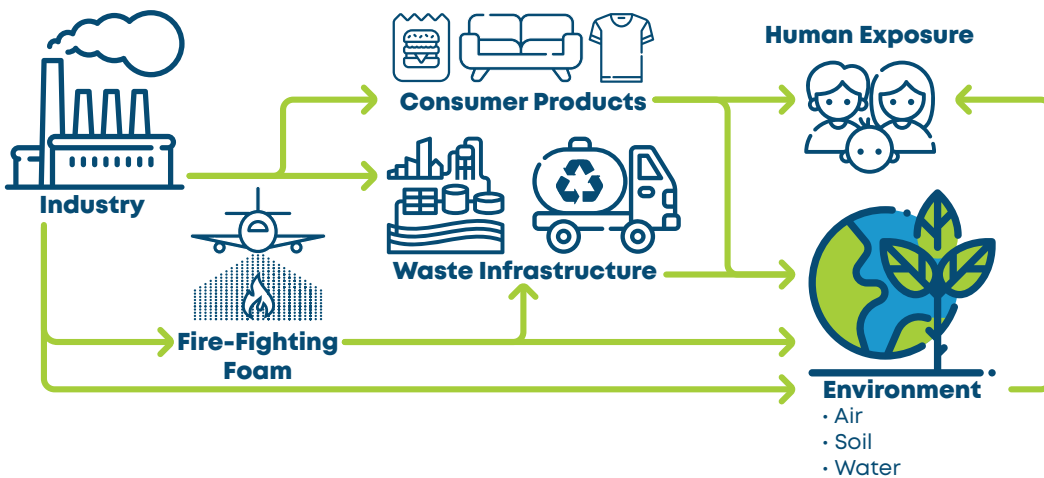 Human Exposure
Consumer Products
Industry
Waste Infrastructure
Fire-Fighting
Foam
Environment
· Air
· Soil
· Water